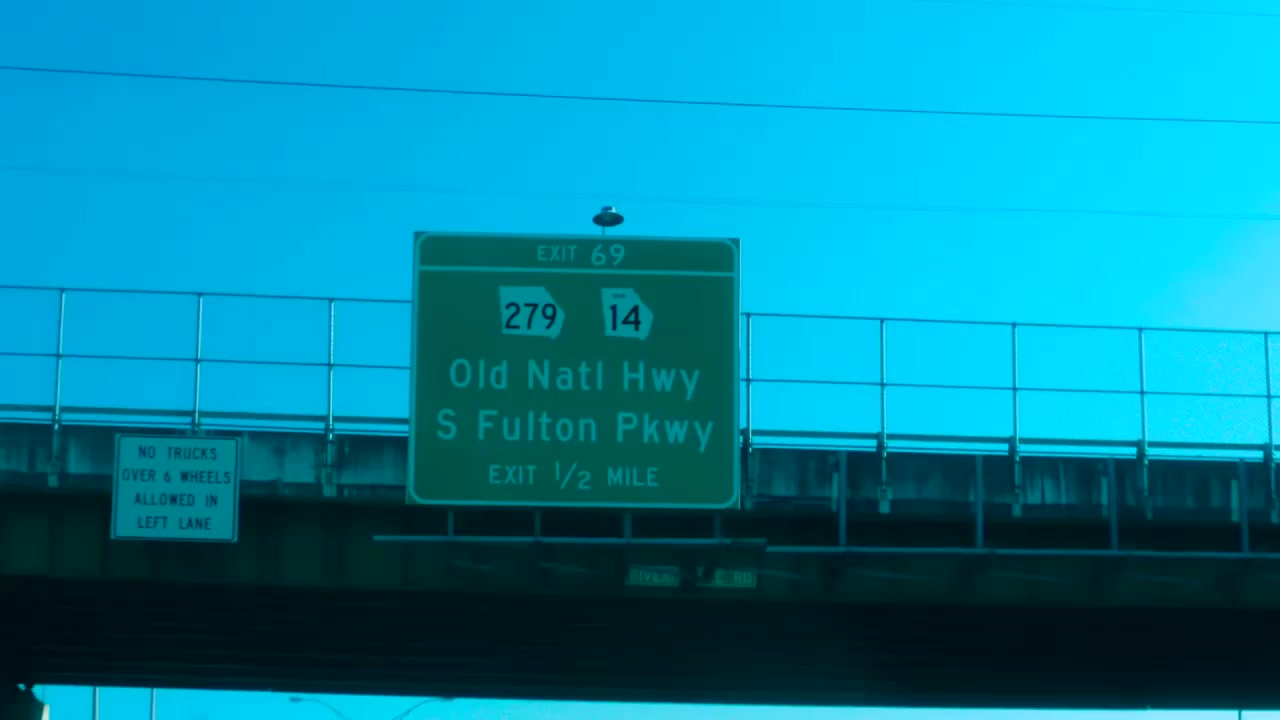 EXIT 69
279 14
Old Natl Hwy
S Fulton Pkwy
EXIT 1/2 MILE
NO TRUCKS
OVER 6 WHEELS
ALLOWED IN
LEFT LANE
RD